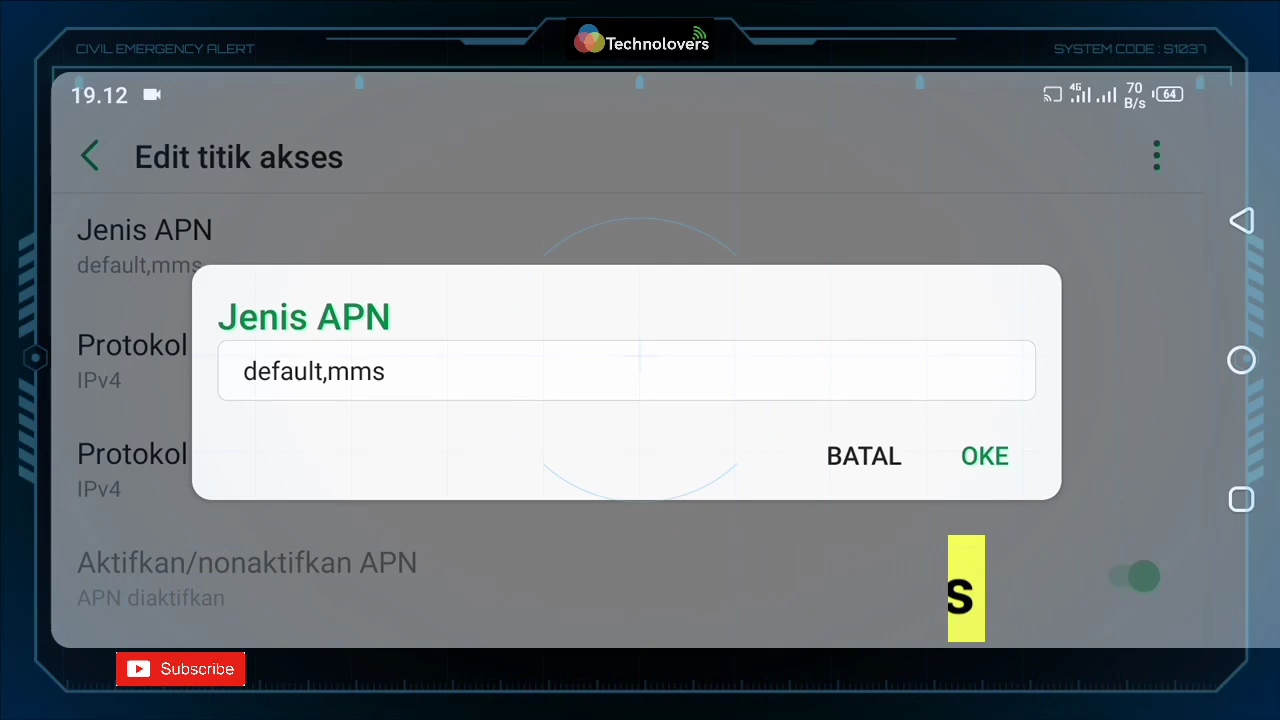 CIVIL EMERGENCY ALERT
Technolovers
SYSTEM CODE : S1037
19.12
4G
70
B/s
64
Edit titik akses
Jenis APN
default,mms
Jenis APN
default,mms
BATAL
OKE
Protokol
IPv4
Protokol
IPv4
Aktifkan/nonaktifkan APN
APN diaktifkan
s
Subscribe